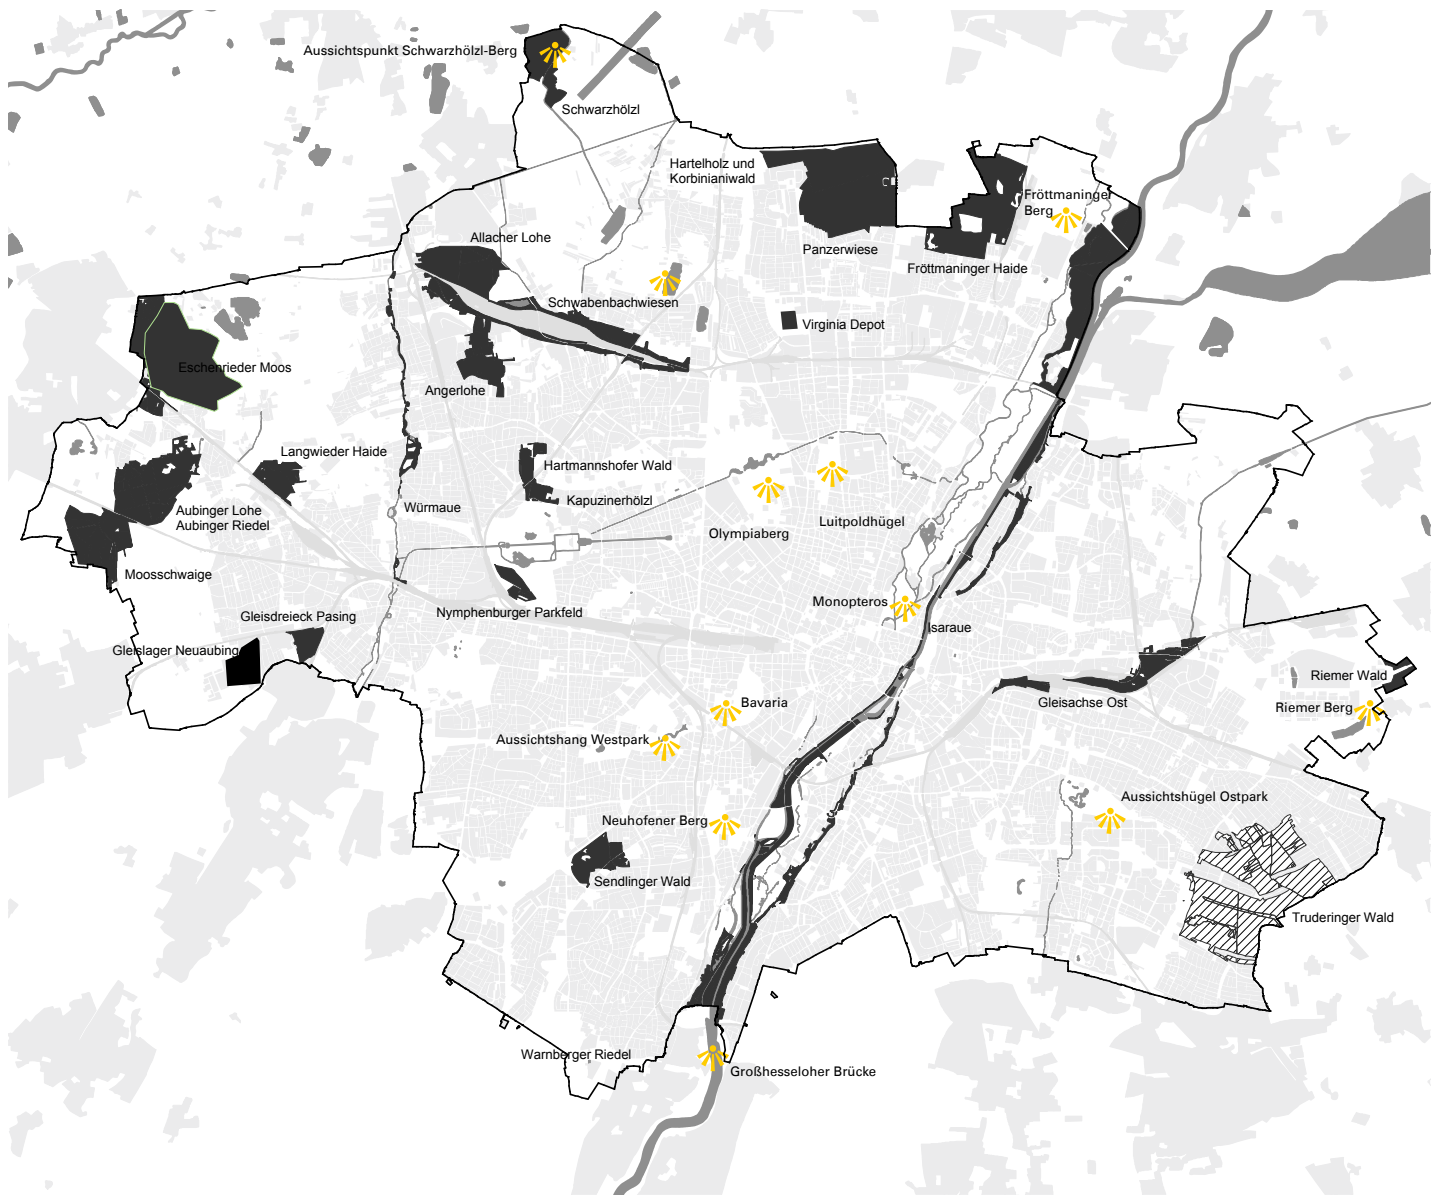 Aussichtspunkt Schwarzhölzl-Berg
Schwarzhölzl
Hartelholz und
Korbinianiwald
Fröttmaninger
Berg
Allacher Lohe
Panzerwiese
Fröttmaninger Haide
Schwabenbachwiesen
Virginia Depot
Eschenrieder Moos
Angerlohe
Langwieder Haide
Hartmannshofer Wald
Kapuzinerhölzl
Aubinger Lohe
Aubinger Riedel
Würmaue
Luitpoldhügel
Olympiaberg
Moosschwaige
Monopteros
Nymphenburger Parkfeld
Gleisdreieck Pasing
Isaraue
Gleislager Neuaubing
Riemer Wald
Gleisachse Ost
Bavaria
Riemer Berg
Aussichtshang Westpark
Aussichtshügel Ostpark
Neuhofener Berg
Sendlinger Wald
Truderinger Wald
Warnberger Riedel
Großhesseloher Brücke